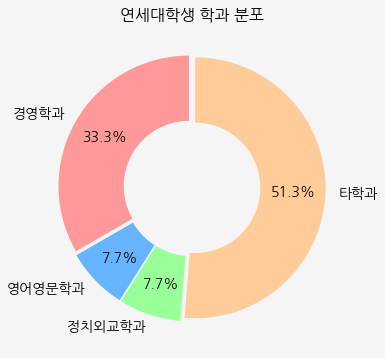 연세대학생 학과 분포
경영학과
33.3%
51.3%
타학과
7.7%
영어영문학과
7.7%
정치외교학과